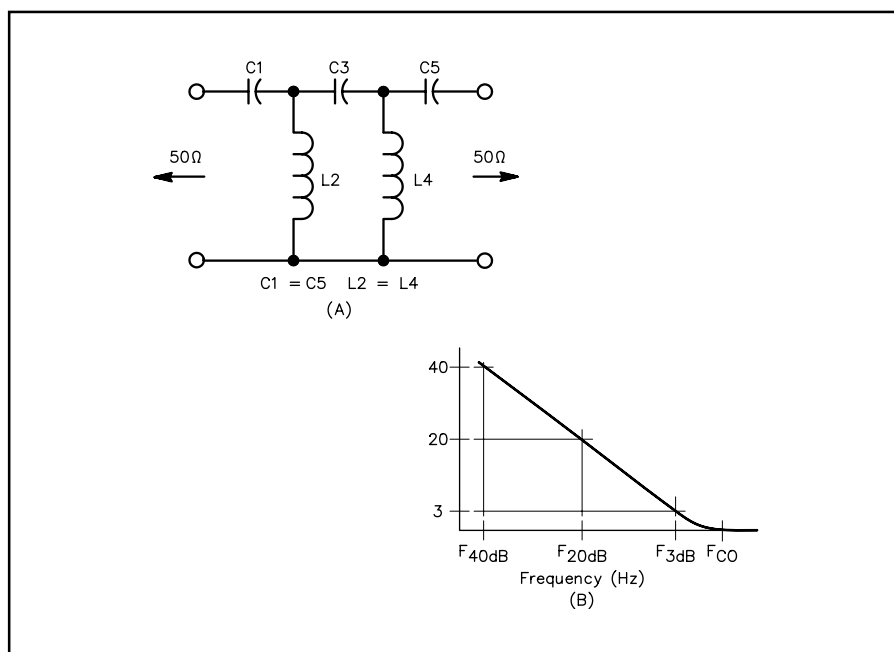 C1 C3 C5
50Ω 50Ω
L2 L4
C1 = C5 L2 = L4
(A)
40
20
3
F40dB F20dB F3dB FCO
Frequency (Hz)
(B)